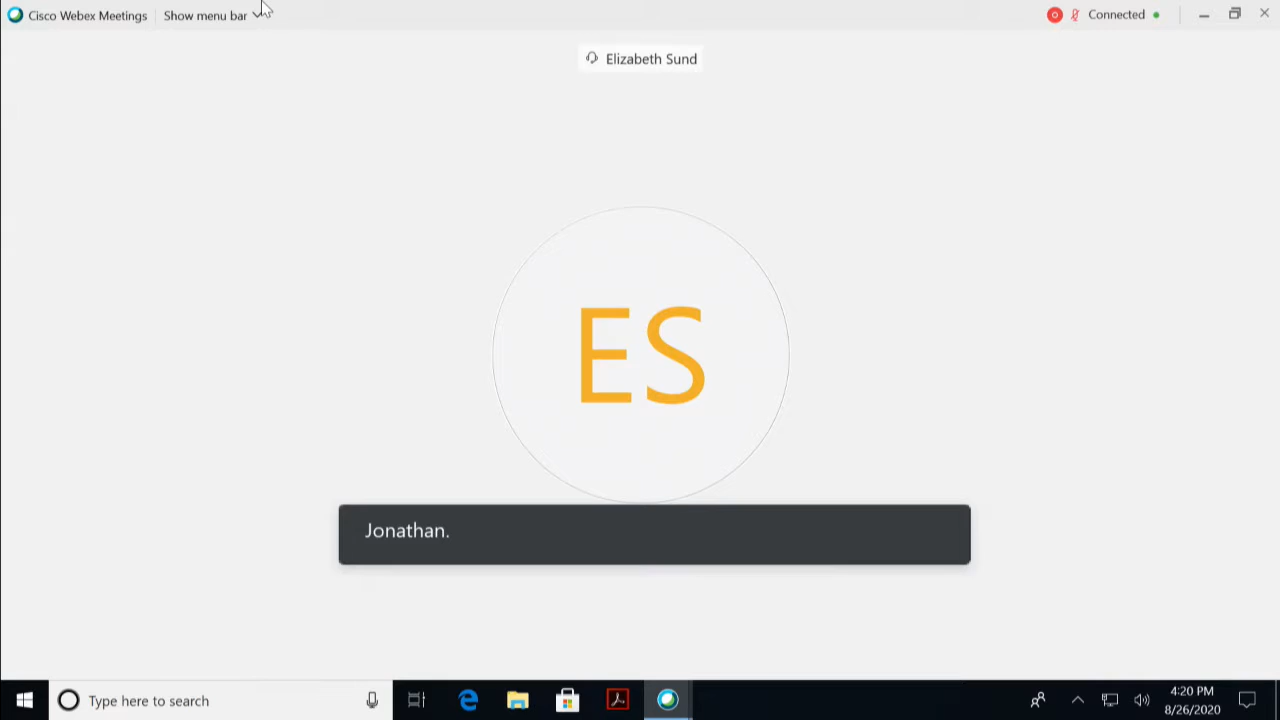 Cisco Webex Meetings
Show menu bar
Connected
Elizabeth Sund
ES
Jonathan.
Type here to search
4:20 PM
8/26/2020